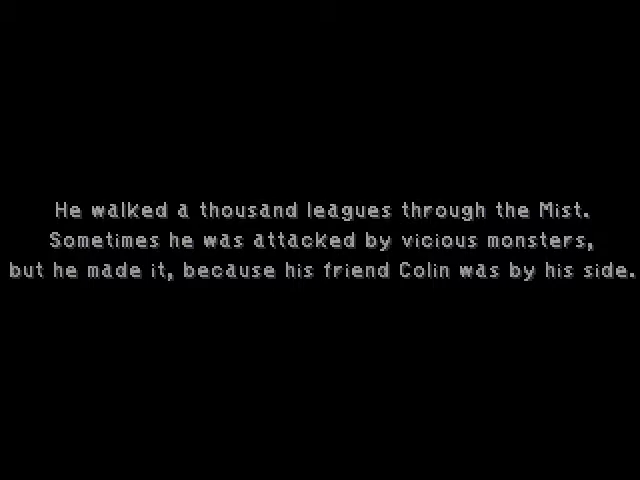 He walked a thousand leagues through the Mist.
Sometimes he was attacked by vicious monsters,
but he made it, because his friend Colin was by his side.